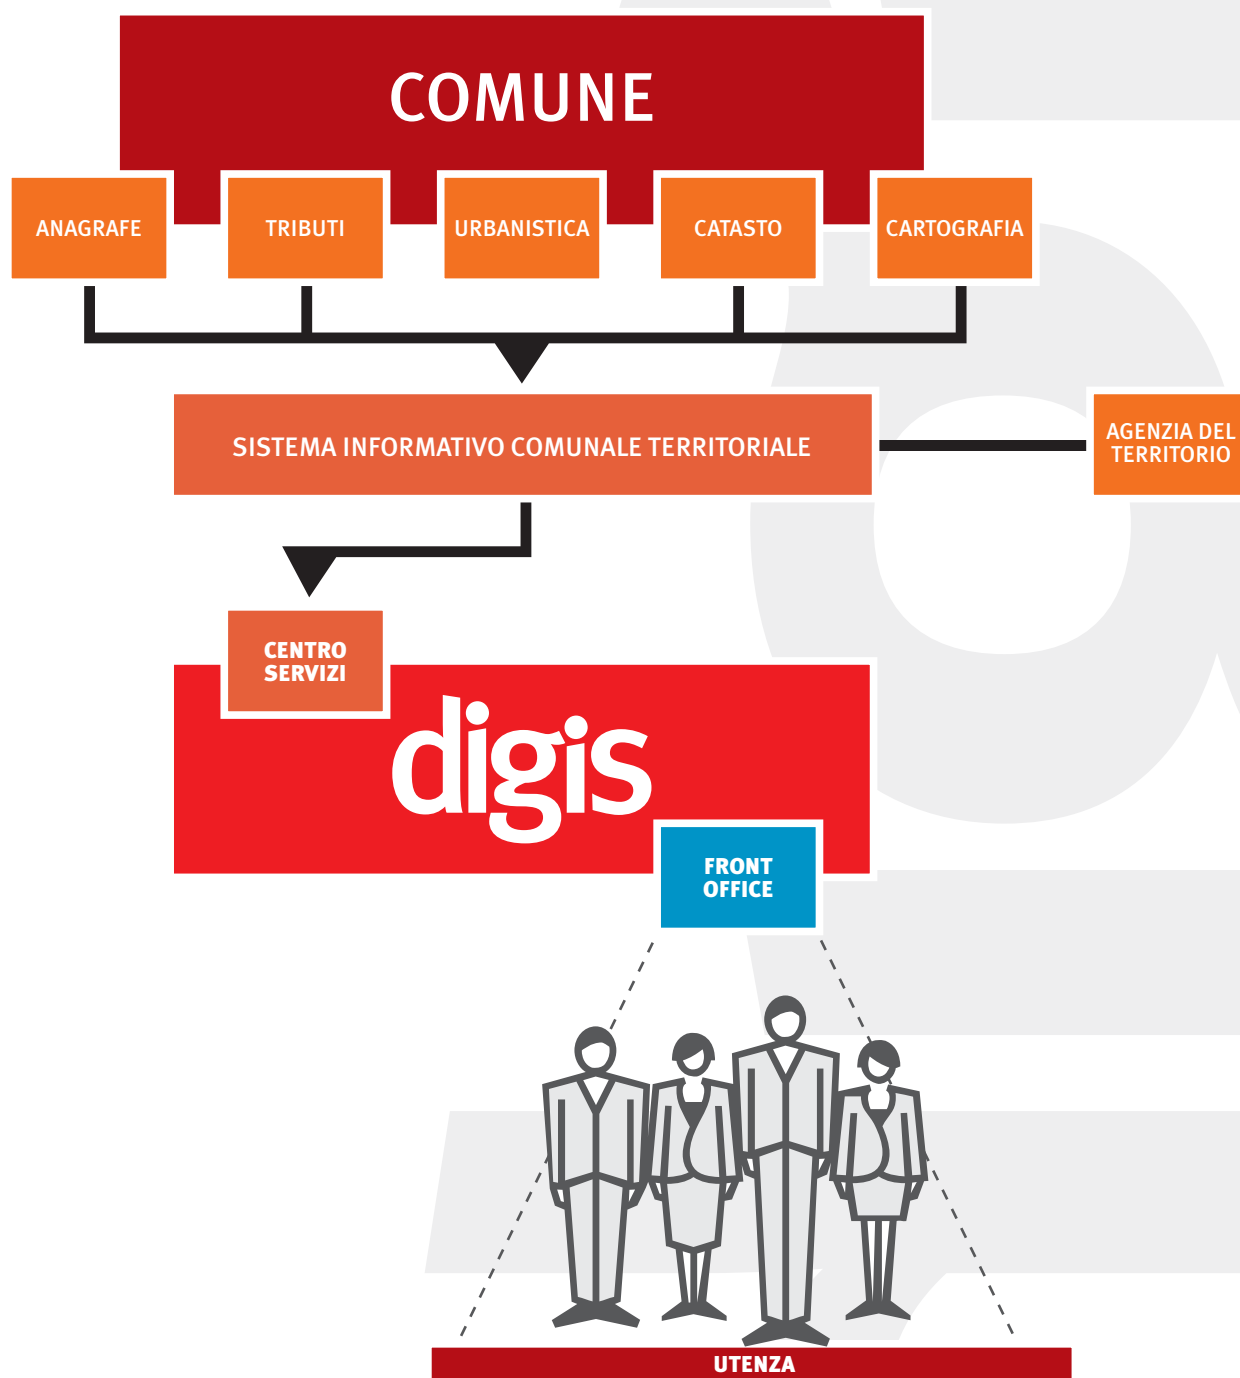 COMUNE
ANAGRAFE
TRIBUTI
URBANISTICA
CATASTO
CARTOGRAFIA
SISTEMA INFORMATIVO COMUNALE TERRITORIALE
AGENZIA DEL
TERRITORIO
CENTRO
SERVIZI
digis
FRONT
OFFICE
UTENZA